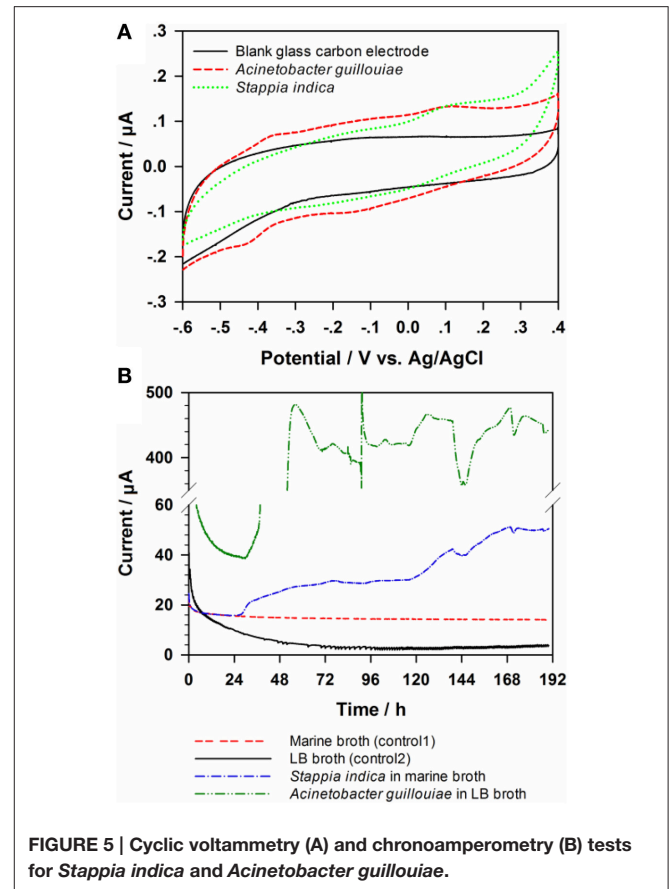 A
.3
.2
.1
0.0
-.1
-.2
-.3
Current / µA
Blank glass carbon electrode
Acinetobacter guillouiae
Stappia indica
-.6 -.5 -.4 -.3 -.2 -.1 0.0 .1 .2 .3 .4
Potential / V vs. Ag/AgCl
B
500
400
60
40
20
0
Current / µA
0 24 48 72 96 120 144 168 192
Time / h
Marine broth (control1)
LB broth (control2)
Stappia indica in marine broth
Acinetobacter guillouiae in LB broth
FIGURE 5 | Cyclic voltammetry (A) and chronoamperometry (B) tests
for Stappia indica and Acinetobacter guillouiae.